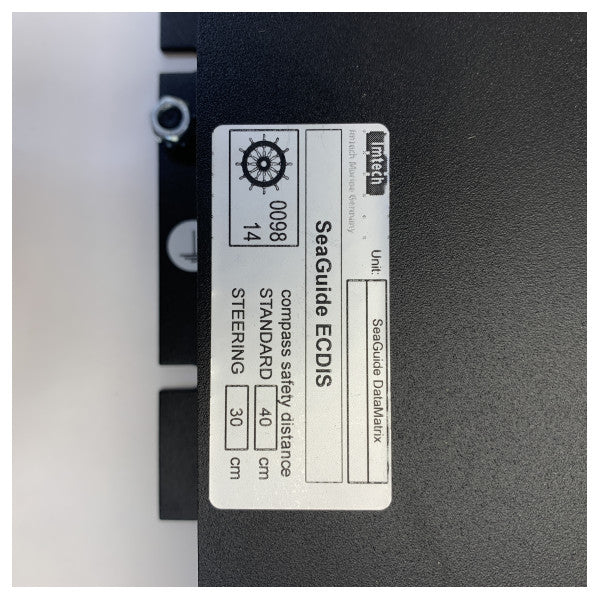 Imtech
Imtech Marine Germany
Unit:
SeaGuide DataMatrix
SeaGuide ECDIS
0098
14
compass safety distance
STANDARD 40 cm
STEERING 30 cm